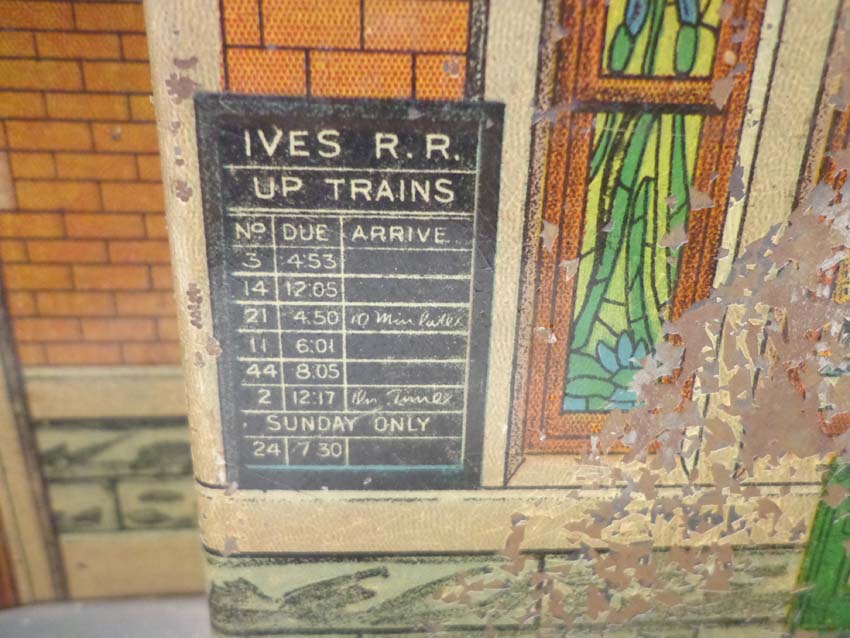 IVES R.R.
UP TRAINS
No DUE ARRIVE
3 4:53
14 12:05
21 4.50 10 Min late
11 6:01
44 8:05
2 12:17 On Time
SUNDAY ONLY
24 7 30